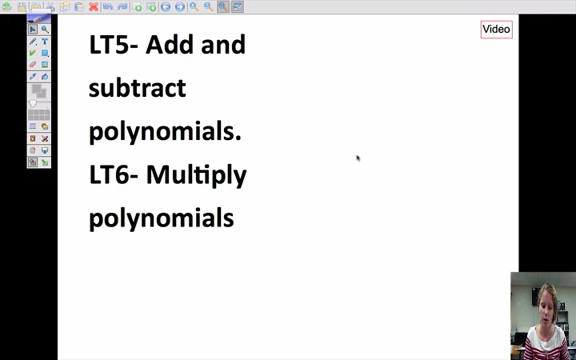 LT5- Add and
subtract
polynomials.
LT6- Multiply
polynomials
Video